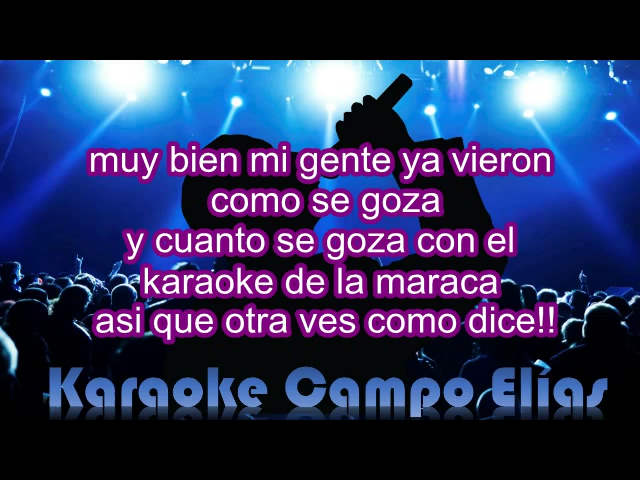 muy bien mi gente ya vieron
como se goza
y cuanto se goza con el
karaoke de la maraca
asi que otra ves como dice!!
Karaoke Campo Elias